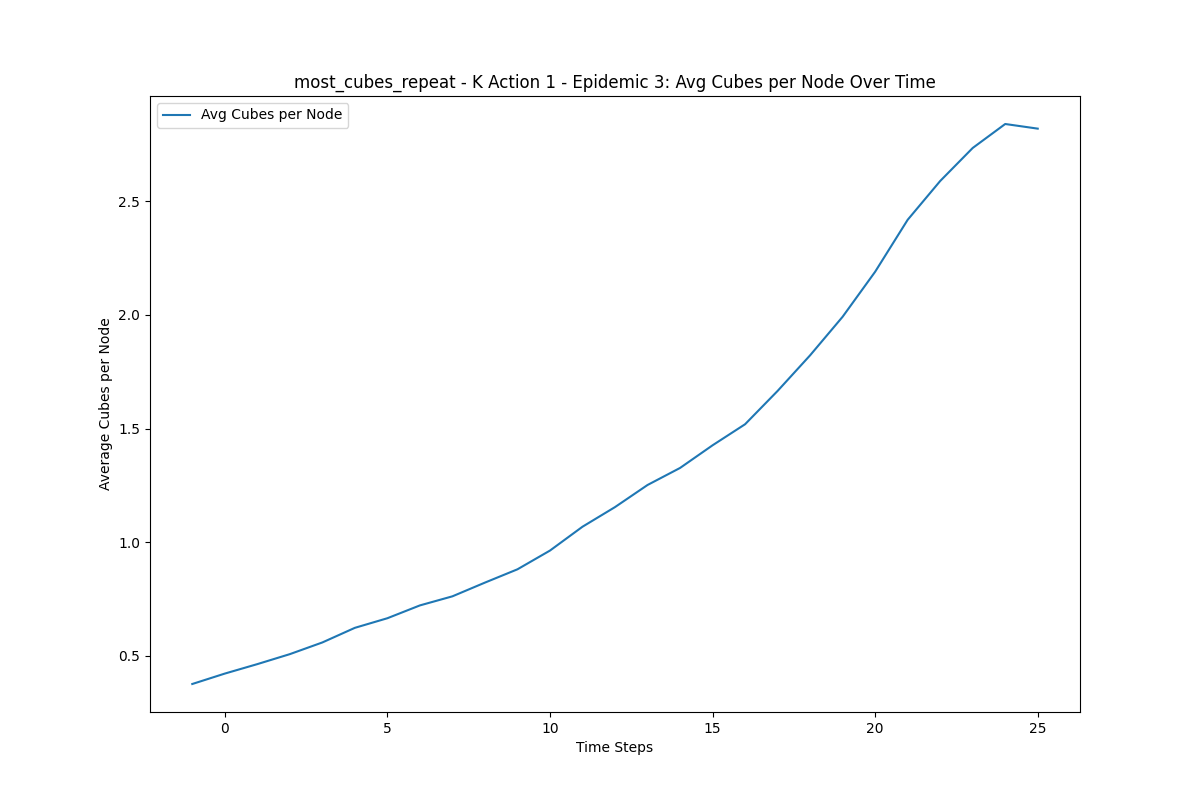 most_cubes_repeat - K Action 1 - Epidemic 3: Avg Cubes per Node Over Time
Avg Cubes per Node
Average Cubes per Node
2.5
2.0
1.5
1.0
0.5
0 5 10 15 20 25
Time Steps